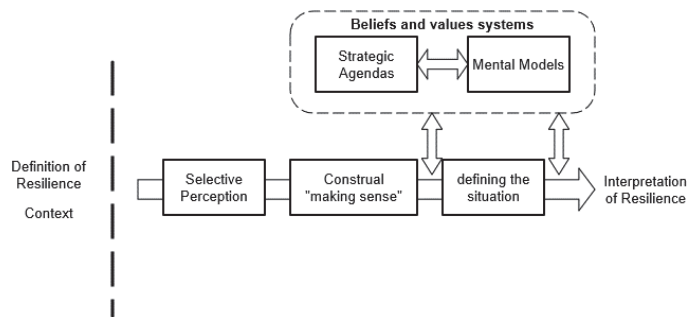 Beliefs and values systems
Strategic
Agendas
Mental Models
Definition of
Resilience
Context
Selective
Perception
Construal
"making sense"
defining the
situation
Interpretation
of Resilience